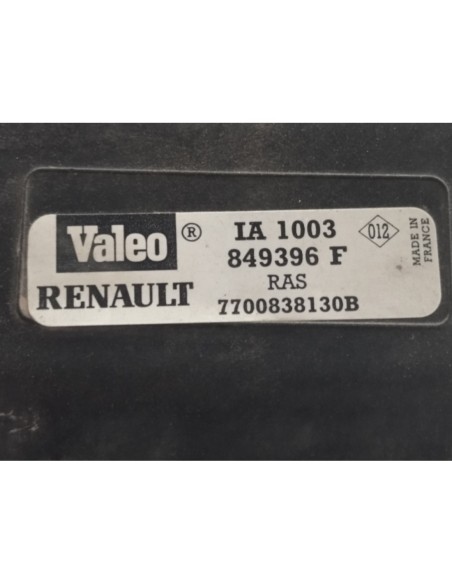 Valeo ® IA 1003 012
849396 F
RENAULT RAS
7700838130B
MADE IN
FRANCE